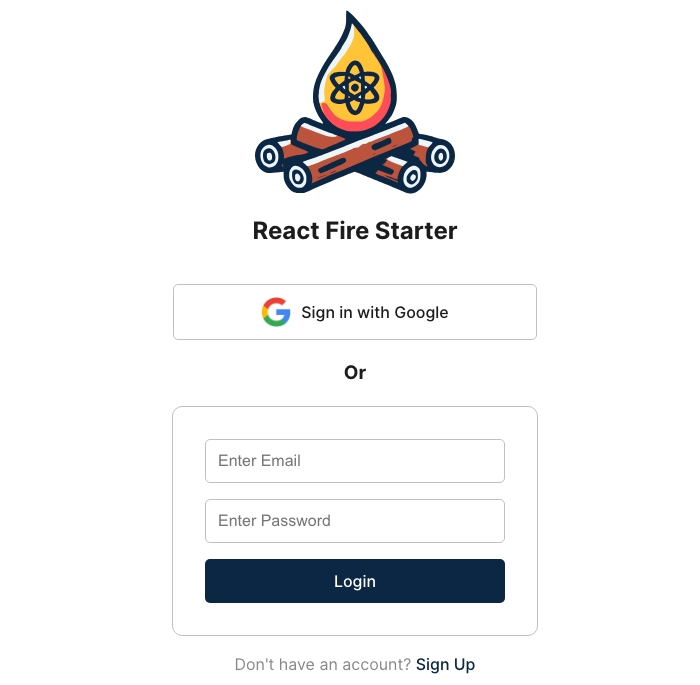 React Fire Starter
Sign in with Google
Or
Enter Email
Enter Password
Login
Don't have an account? Sign Up